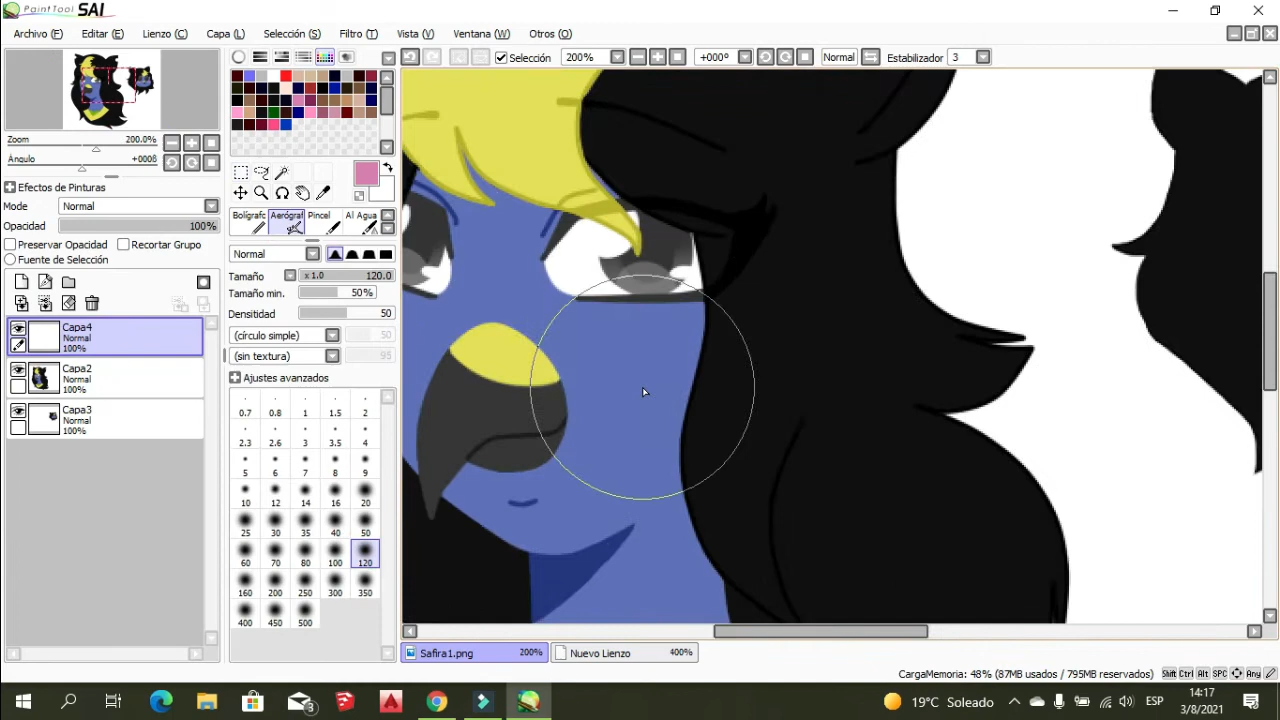 PaintTool SAI
Archivo (F) Editar (E) Lienzo (C) Capa (L) Selección (S) Filtro (T) Vista (V) Ventana (W) Otros (O)
Selección 200% +000º Normal Estabilizador 3
Zoom 200.0%
Ángulo +000ß
Efectos de Pinturas
Modo Normal
Opacidad 100%
Preservar Opacidad Recortar Grupo
Fuente de Selección
Capa4
Normal
100%
Capa2
Normal
100%
Capa3
Normal
100%
Bolígrafo Aerógraf Pincel Al Agua
Normal
Tamaño x 1.0 120.0
Tamaño min. 50%
Densitidad 50
(círculo simple) 50
(sin textura) 95
Ajustes avanzados
0.7 0.8 1 1.5 2
2.3 2.6 3 3.5 4
5 6 7 8 9
10 12 14 16 20
25 30 35 40 50
60 70 80 100 120
160 200 250 300 350
400 450 500
Safira1.png 200% Nuevo Lienzo 400%
CargaMemoria: 48% (87MB usados / 795MB reservados) Shift Ctrl Alt SPC Any
3 19°C Soleado ESP 14:17
3/8/2021